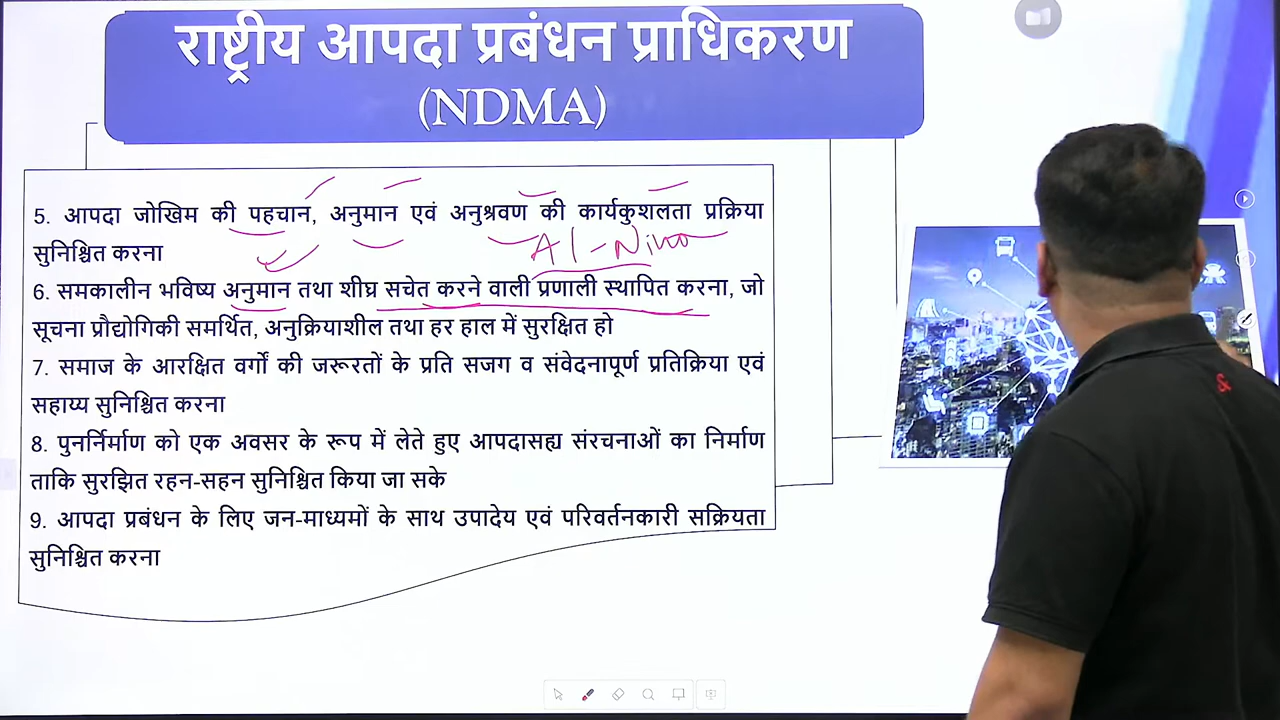 राष्ट्रीय आपदा प्रबंधन प्राधिकरण
(NDMA)
5. आपदा जोखिम की पहचान, अनुमान एवं अनुश्रवण की कार्यकुशलता प्रक्रिया
सुनिश्चित करना
Al-Nino
6. समकालीन भविष्य अनुमान तथा शीघ्र सचेत करने वाली प्रणाली स्थापित करना, जो
सूचना प्रौद्योगिकी समर्थित, अनुक्रियाशील तथा हर हाल में सुरक्षित हो
7. समाज के आरक्षित वर्गों की जरूरतों के प्रति सजग व संवेदनापूर्ण प्रतिक्रिया एवं
सहाय्य सुनिश्चित करना
8. पुनर्निर्माण को एक अवसर के रूप में लेते हुए आपदासह्य संरचनाओं का निर्माण
ताकि सुरझित रहन-सहन सुनिश्चित किया जा सके
9. आपदा प्रबंधन के लिए जन-माध्यमों के साथ उपादेय एवं परिवर्तनकारी सक्रियता
सुनिश्चित करना